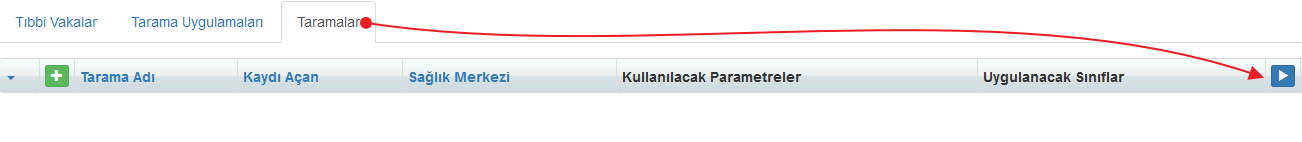 Tıbbi Vakalar Tarama Uygulamaları Taramalar
Tarama Adı Kaydı Açan Sağlık Merkezi Kullanılacak Parametreler Uygulanacak Sınıflar